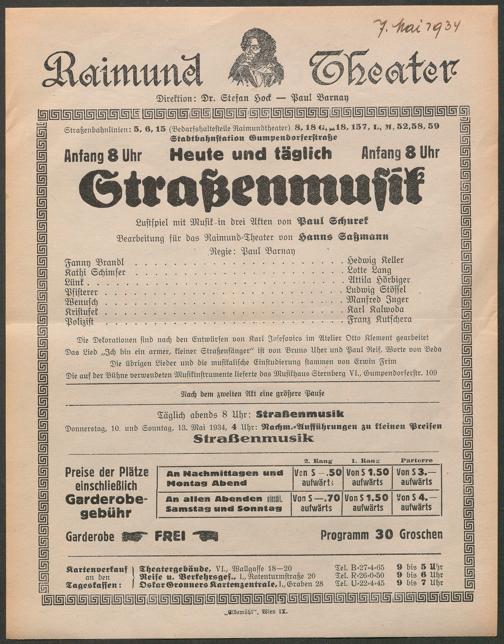 7. Mai 1934
Raimund Theater
Direktion: Dr. Stefan Hock — Paul Barnay
Straßenbahnlinien: 5, 6, 15 (Bedarfshaltestelle Raimundtheater) 8, 18 G, 18, 157, L, M, 52, 58, 59
Stadtbahnstation Gumpendorferstraße
Anfang 8 Uhr Heute und täglich Anfang 8 Uhr
Straßenmusik
Lustspiel mit Musik in drei Akten von Paul Schurek
Bearbeitung für das Raimund-Theater von Hanns Saßmann
Regie: Paul Barnay
Fanny Brandl . . . Hedwig Keller
Kathi Schimser . . . Lotte Lang
Lünk . . . Attila Hörbiger
Pfisterer . . . Ludwig Stössel
Wenusch . . . Manfred Inger
Kristufek . . . Karl Kalwoda
Polizist . . . Franz Kutschera
Die Dekorationen sind nach den Entwürfen von Karl Josefovics im Atelier Otto Klement gearbeitet
Das Lied „Ich bin ein armer, kleiner Straßensänger" ist von Bruno Uher und Paul Reif, Worte von Beda
Die übrigen Lieder und die musikalische Einstudierung stammen von Erwin Frim
Die auf der Bühne verwendeten Musikinstrumente lieferte das Musikhaus Sternberg VI., Gumpendorferstr. 109
Nach dem zweiten Akt eine größere Pause
Täglich abends 8 Uhr: Straßenmusik
Donnerstag, 10. und Sonntag, 13. Mai 1934, 4 Uhr: Nachm.-Aufführungen zu kleinen Preisen
Straßenmusik
Preise der Plätze einschließlich Garderobegebühr
2. Rang 1. Rang Parterre
An Nachmittagen und Montag Abend Von S —.50 aufwärts Von S 1.50 aufwärts Von S 3.— aufwärts
An allen Abenden einschl. Samstag und Sonntag Von S —.70 aufwärts Von S 1.50 aufwärts Von S 4.— aufwärts
Garderobe FREI Programm 30 Groschen
Kartenverkauf an den Tageskassen:
Theatergebäude, VI., Wallgasse 18—20 Tel. B-27-4-65 9 bis 5 Uhr
Reise u. Verkehrsges., I., Rotenturmstraße 20 Tel. R-26-0-50 9 bis 6 Uhr
Oskar Gronners Kartenzentrale, I., Graben 28 Tel. U-22-4-45 9 bis 7 Uhr
„Elbemühl", Wien IX.